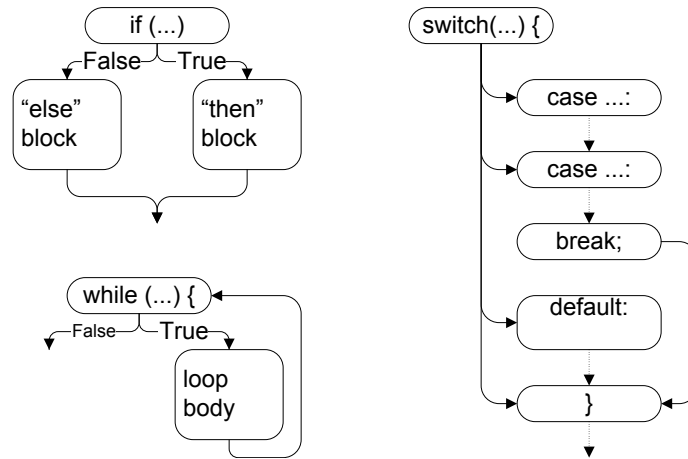 if (...)
False
True
“else”
block
“then”
block
while (...) {
False
True
loop
body
switch(...) {
case ...:
case ...:
break;
default:
}